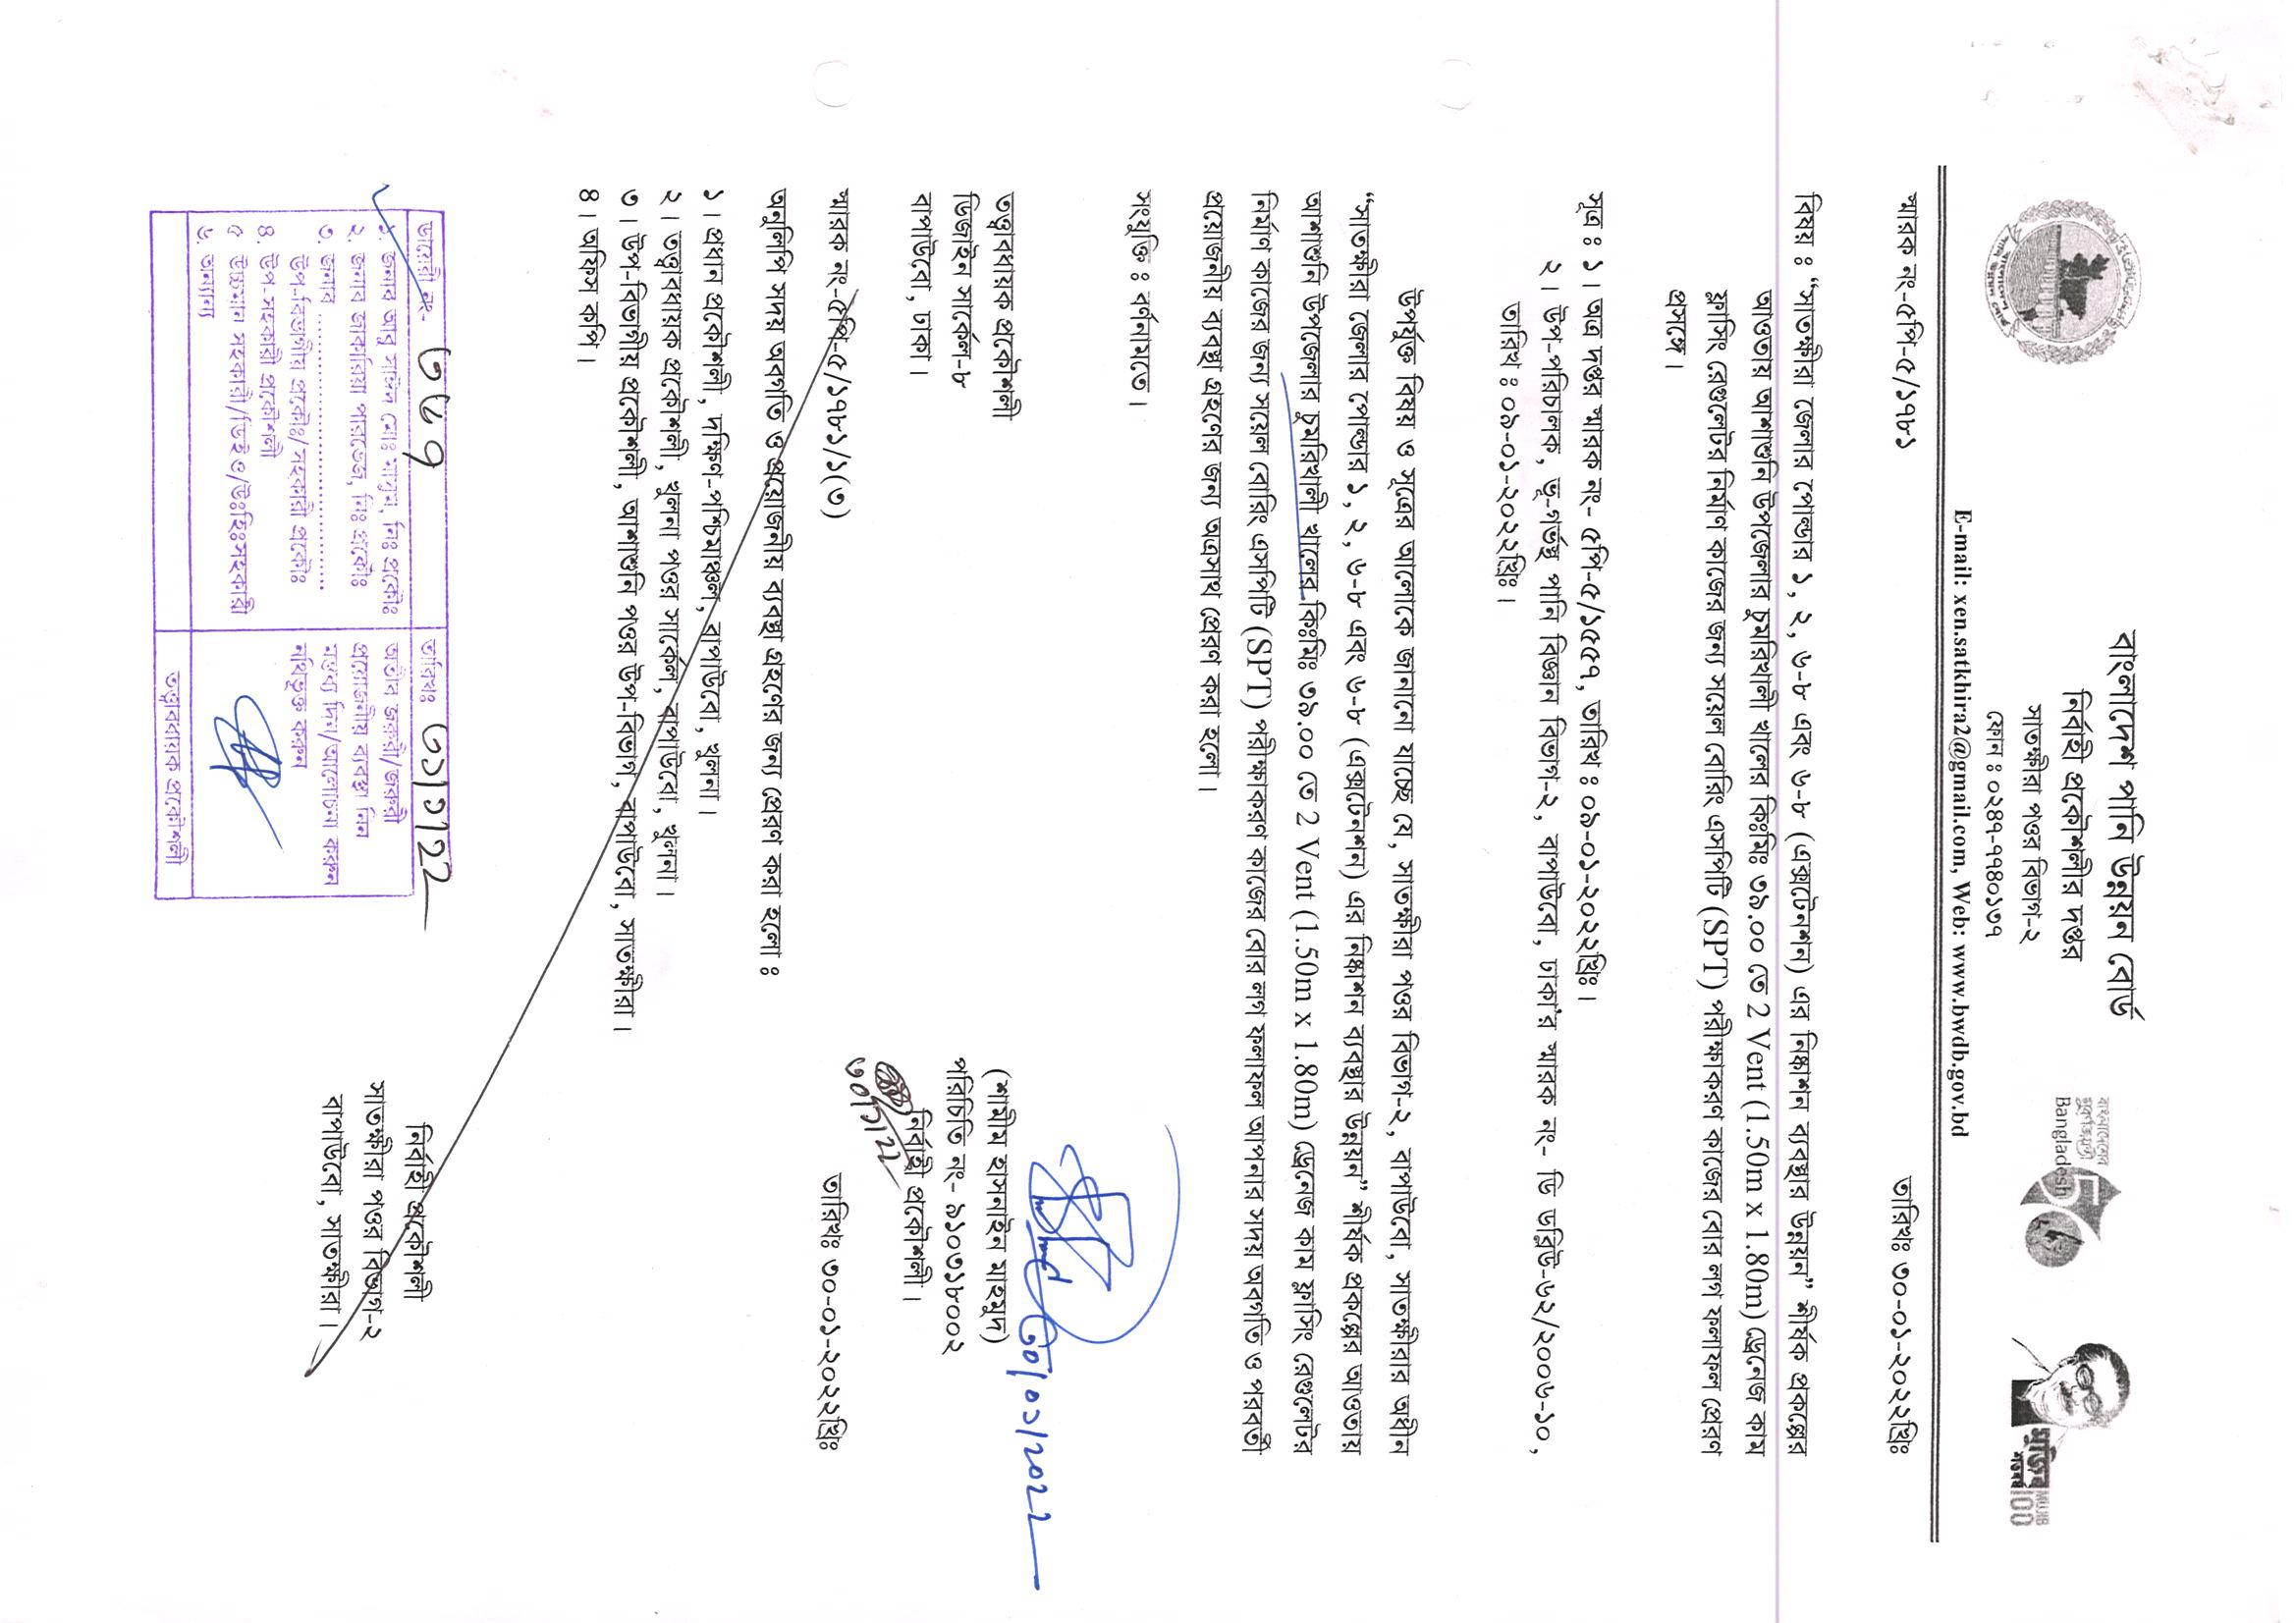 বাংলাদেশ পানি উন্নয়ন বোর্ড
নির্বাহী প্রকৌশলীর দপ্তর
সাতক্ষীরা পওর বিভাগ-২
ফোন ঃ ০২৪৭-৭৭৪০১৩৭
E-mail: xen.satkhira2@gmail.com, Web: www.bwdb.gov.bd
বাংলাদেশ
পানি উন্নয়ন বোর্ড
বাংলাদেশের
সুবর্ণজয়ন্তী
Bangladesh 50
মুজিব MUJIB
শতবর্ষ 100
স্মারক নং-৫পি-৫/১৭৮১ তারিখঃ ৩০-০১-২০২২খ্রিঃ
বিষয় ঃ “সাতক্ষীরা জেলার পোল্ডার ১, ২, ৬-৮ এবং ৬-৮ (এক্সটেনশন) এর নিষ্কাশন ব্যবস্থার উন্নয়ন” শীর্ষক প্রকল্পের
আওতায় আশাশুনি উপজেলার চুমরিখালী খালের কিঃমিঃ ৩৯.০০ তে 2 Vent (1.50m x 1.80m) ড্রেনেজ কাম
ফ্লাসিং রেগুলেটর নির্মাণ কাজের জন্য সয়েল বোরিং এসপিটি (SPT) পরীক্ষাকরণ কাজের বোর লগ ফলাফল প্রেরণ
প্রসঙ্গে।
সূত্র ঃ ১। অত্র দপ্তর স্মারক নং- ৫পি-৫/১৫৫৭, তারিখ ঃ ০৯-০১-২০২২খ্রিঃ।
২। উপ-পরিচালক, ভূ-গর্ভস্থ পানি বিজ্ঞান বিভাগ-২, বাপাউবো, ঢাকা’র স্মারক নং- ডি ডব্লিউ-৬২/২০০৬-১০,
তারিখ ঃ ০৯-০১-২০২২খ্রিঃ।
উপর্যুক্ত বিষয় ও সূত্রের আলোকে জানানো যাচ্ছে যে, সাতক্ষীরা পওর বিভাগ-২, বাপাউবো, সাতক্ষীরার অধীন
“সাতক্ষীরা জেলার পোল্ডার ১, ২, ৬-৮ এবং ৬-৮ (এক্সটেনশন) এর নিষ্কাশন ব্যবস্থার উন্নয়ন” শীর্ষক প্রকল্পের আওতায়
আশাশুনি উপজেলার চুমরিখালী খালের কিঃমিঃ ৩৯.০০ তে 2 Vent (1.50m x 1.80m) ড্রেনেজ কাম ফ্লাসিং রেগুলেটর
নির্মাণ কাজের জন্য সয়েল বোরিং এসপিটি (SPT) পরীক্ষাকরণ কাজের বোর লগ ফলাফল আপনার সদয় অবগতি ও পরবর্তী
প্রয়োজনীয় ব্যবস্থা গ্রহণের জন্য অত্রসাথ প্রেরণ করা হলো।
সংযুক্তি ঃ বর্ণনামতে।
৩০/০১/২০২২
তত্ত্বাবধায়ক প্রকৌশলী (শামীম হাসনাইন মাহমুদ)
ডিজাইন সার্কেল-৮ পরিচিতি নং- ৯১০৩১৮০০২
বাপাউবো, ঢাকা। নির্বাহী প্রকৌশলী।
৩০/১/২২
স্মারক নং-৫পি-৫/১৭৮১/১(৩) তারিখঃ ৩০-০১-২০২২খ্রিঃ
অনুলিপি সদয় অবগতি ও প্রয়োজনীয় ব্যবস্থা গ্রহণের জন্য প্রেরণ করা হলো ঃ
১। প্রধান প্রকৌশলী, দক্ষিণ-পশ্চিমাঞ্চল, বাপাউবো, খুলনা।
২। তত্ত্বাবধায়ক প্রকৌশলী, খুলনা পওর সার্কেল, বাপাউবো, খুলনা।
৩। উপ-বিভাগীয় প্রকৌশলী, আশাশুনি পওর উপ-বিভাগ, বাপাউবো, সাতক্ষীরা।
৪। অফিস কপি।
নির্বাহী প্রকৌশলী
সাতক্ষীরা পওর বিভাগ-২
বাপাউবো, সাতক্ষীরা।
ডায়েরী নং- ৩৬৭ তারিখঃ ৩১/১/২২
১. জনাব আবু সাঈদ মোঃ মাসুম, নিঃ প্রকৌঃ
২. জনাব জাকারিয়া পারভেজ, নিঃ প্রকৌঃ
৩. জনাব ......................................
উপ-বিভাগীয় প্রকৌঃ/সহকারী প্রকৌঃ
৪. উপ-সহকারী প্রকৌশলী
৫ উচ্চমান সহকারী/ডিইও/উঃহিঃসহকারী
৬. অন্যান্য
অতীব জরুরী/জরুরী
প্রয়োজনীয় ব্যবস্থা নিন
মন্তব্য দিন/আলোচনা করুন
নথিভূক্ত করুন
তত্ত্বাবধায়ক প্রকৌশলী